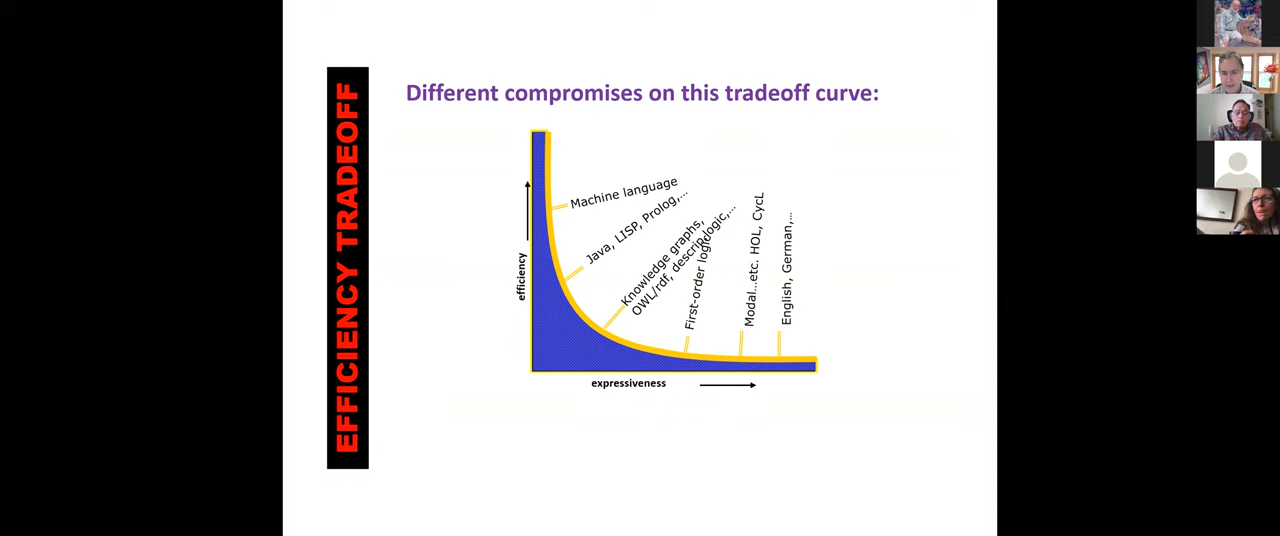 EFFICIENCY TRADEOFF
Different compromises on this tradeoff curve:
efficiency
Machine language
Java, LISP, Prolog,...
Knowledge graphs,
OWL/rdf, descrip logic,...
First-order logic
Modal...etc. HOL, CycL
English, German,...
expressiveness